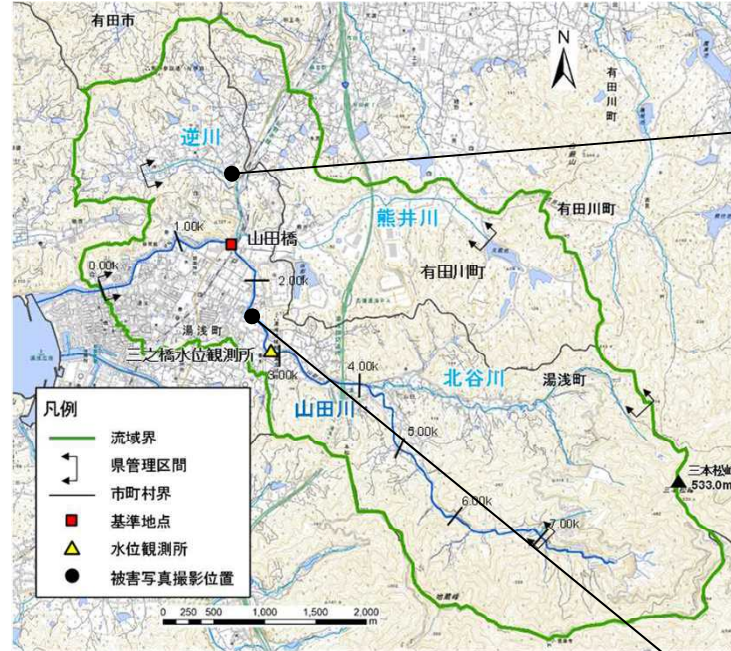 有田市
有田川町
N
逆川
有田川町
熊井川
山田橋
1.00k
有田川町
0.00k
2.00k
湯浅町
三之橋水位観測所
3.00k
4.00k
北谷川
湯浅町
山田川
5.00k
三本松峰
533.0m
6.00k
7.00k
凡例
流域界
県管理区間
市町村界
基準地点
水位観測所
被害写真撮影位置
0 250 500 1,000 1,500 2,000
m